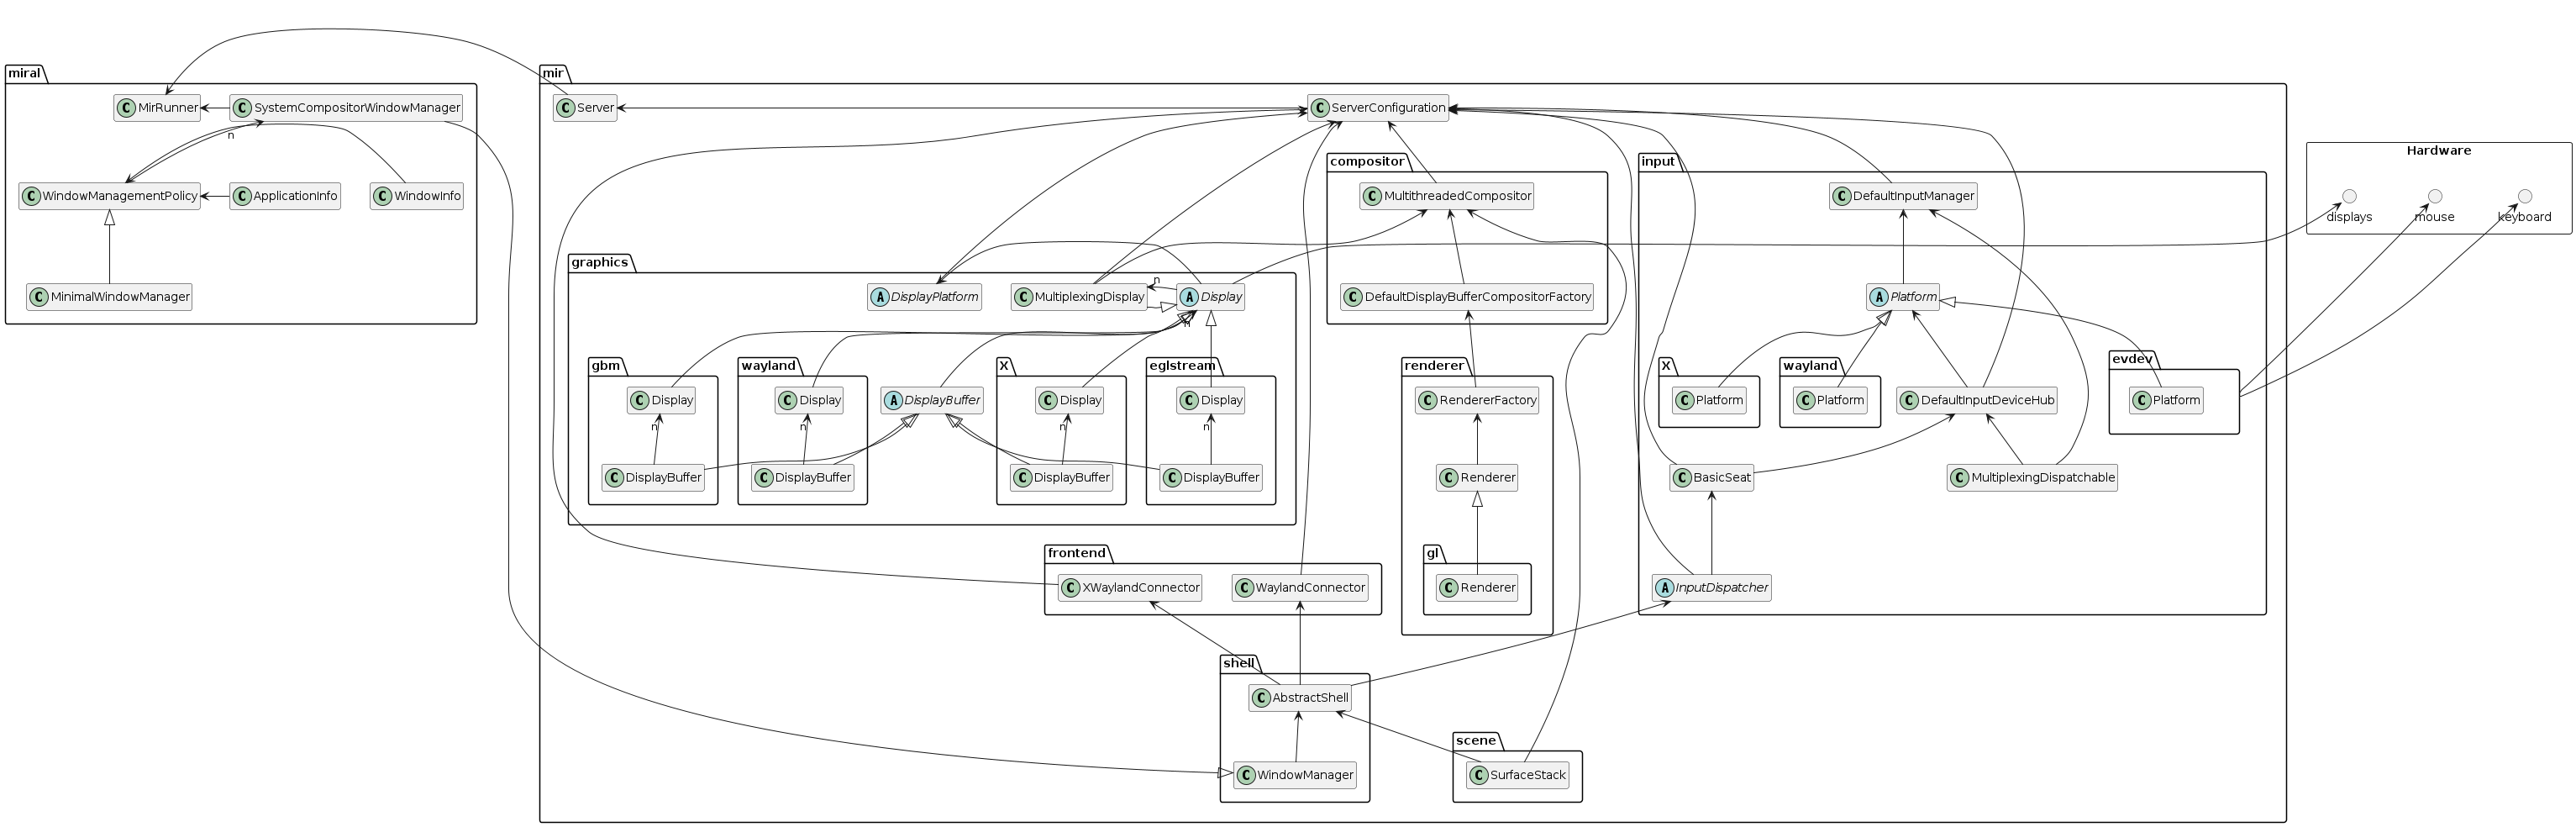 miral
C MirRunner
C SystemCompositorWindowManager
n
C WindowManagementPolicy
C ApplicationInfo
C WindowInfo
C MinimalWindowManager
mir
C Server
C ServerConfiguration
compositor
C MultithreadedCompositor
C DefaultDisplayBufferCompositorFactory
graphics
A DisplayPlatform
C MultiplexingDisplay
n
A Display
n
gbm
C Display
n
C DisplayBuffer
wayland
C Display
n
C DisplayBuffer
A DisplayBuffer
X
C Display
n
C DisplayBuffer
eglstream
C Display
n
C DisplayBuffer
renderer
C RendererFactory
C Renderer
gl
C Renderer
input
C DefaultInputManager
A Platform
X
C Platform
wayland
C Platform
C DefaultInputDeviceHub
evdev
C Platform
C BasicSeat
C MultiplexingDispatchable
A InputDispatcher
frontend
C XWaylandConnector
C WaylandConnector
shell
C AbstractShell
C WindowManager
scene
C SurfaceStack
Hardware
displays
mouse
keyboard